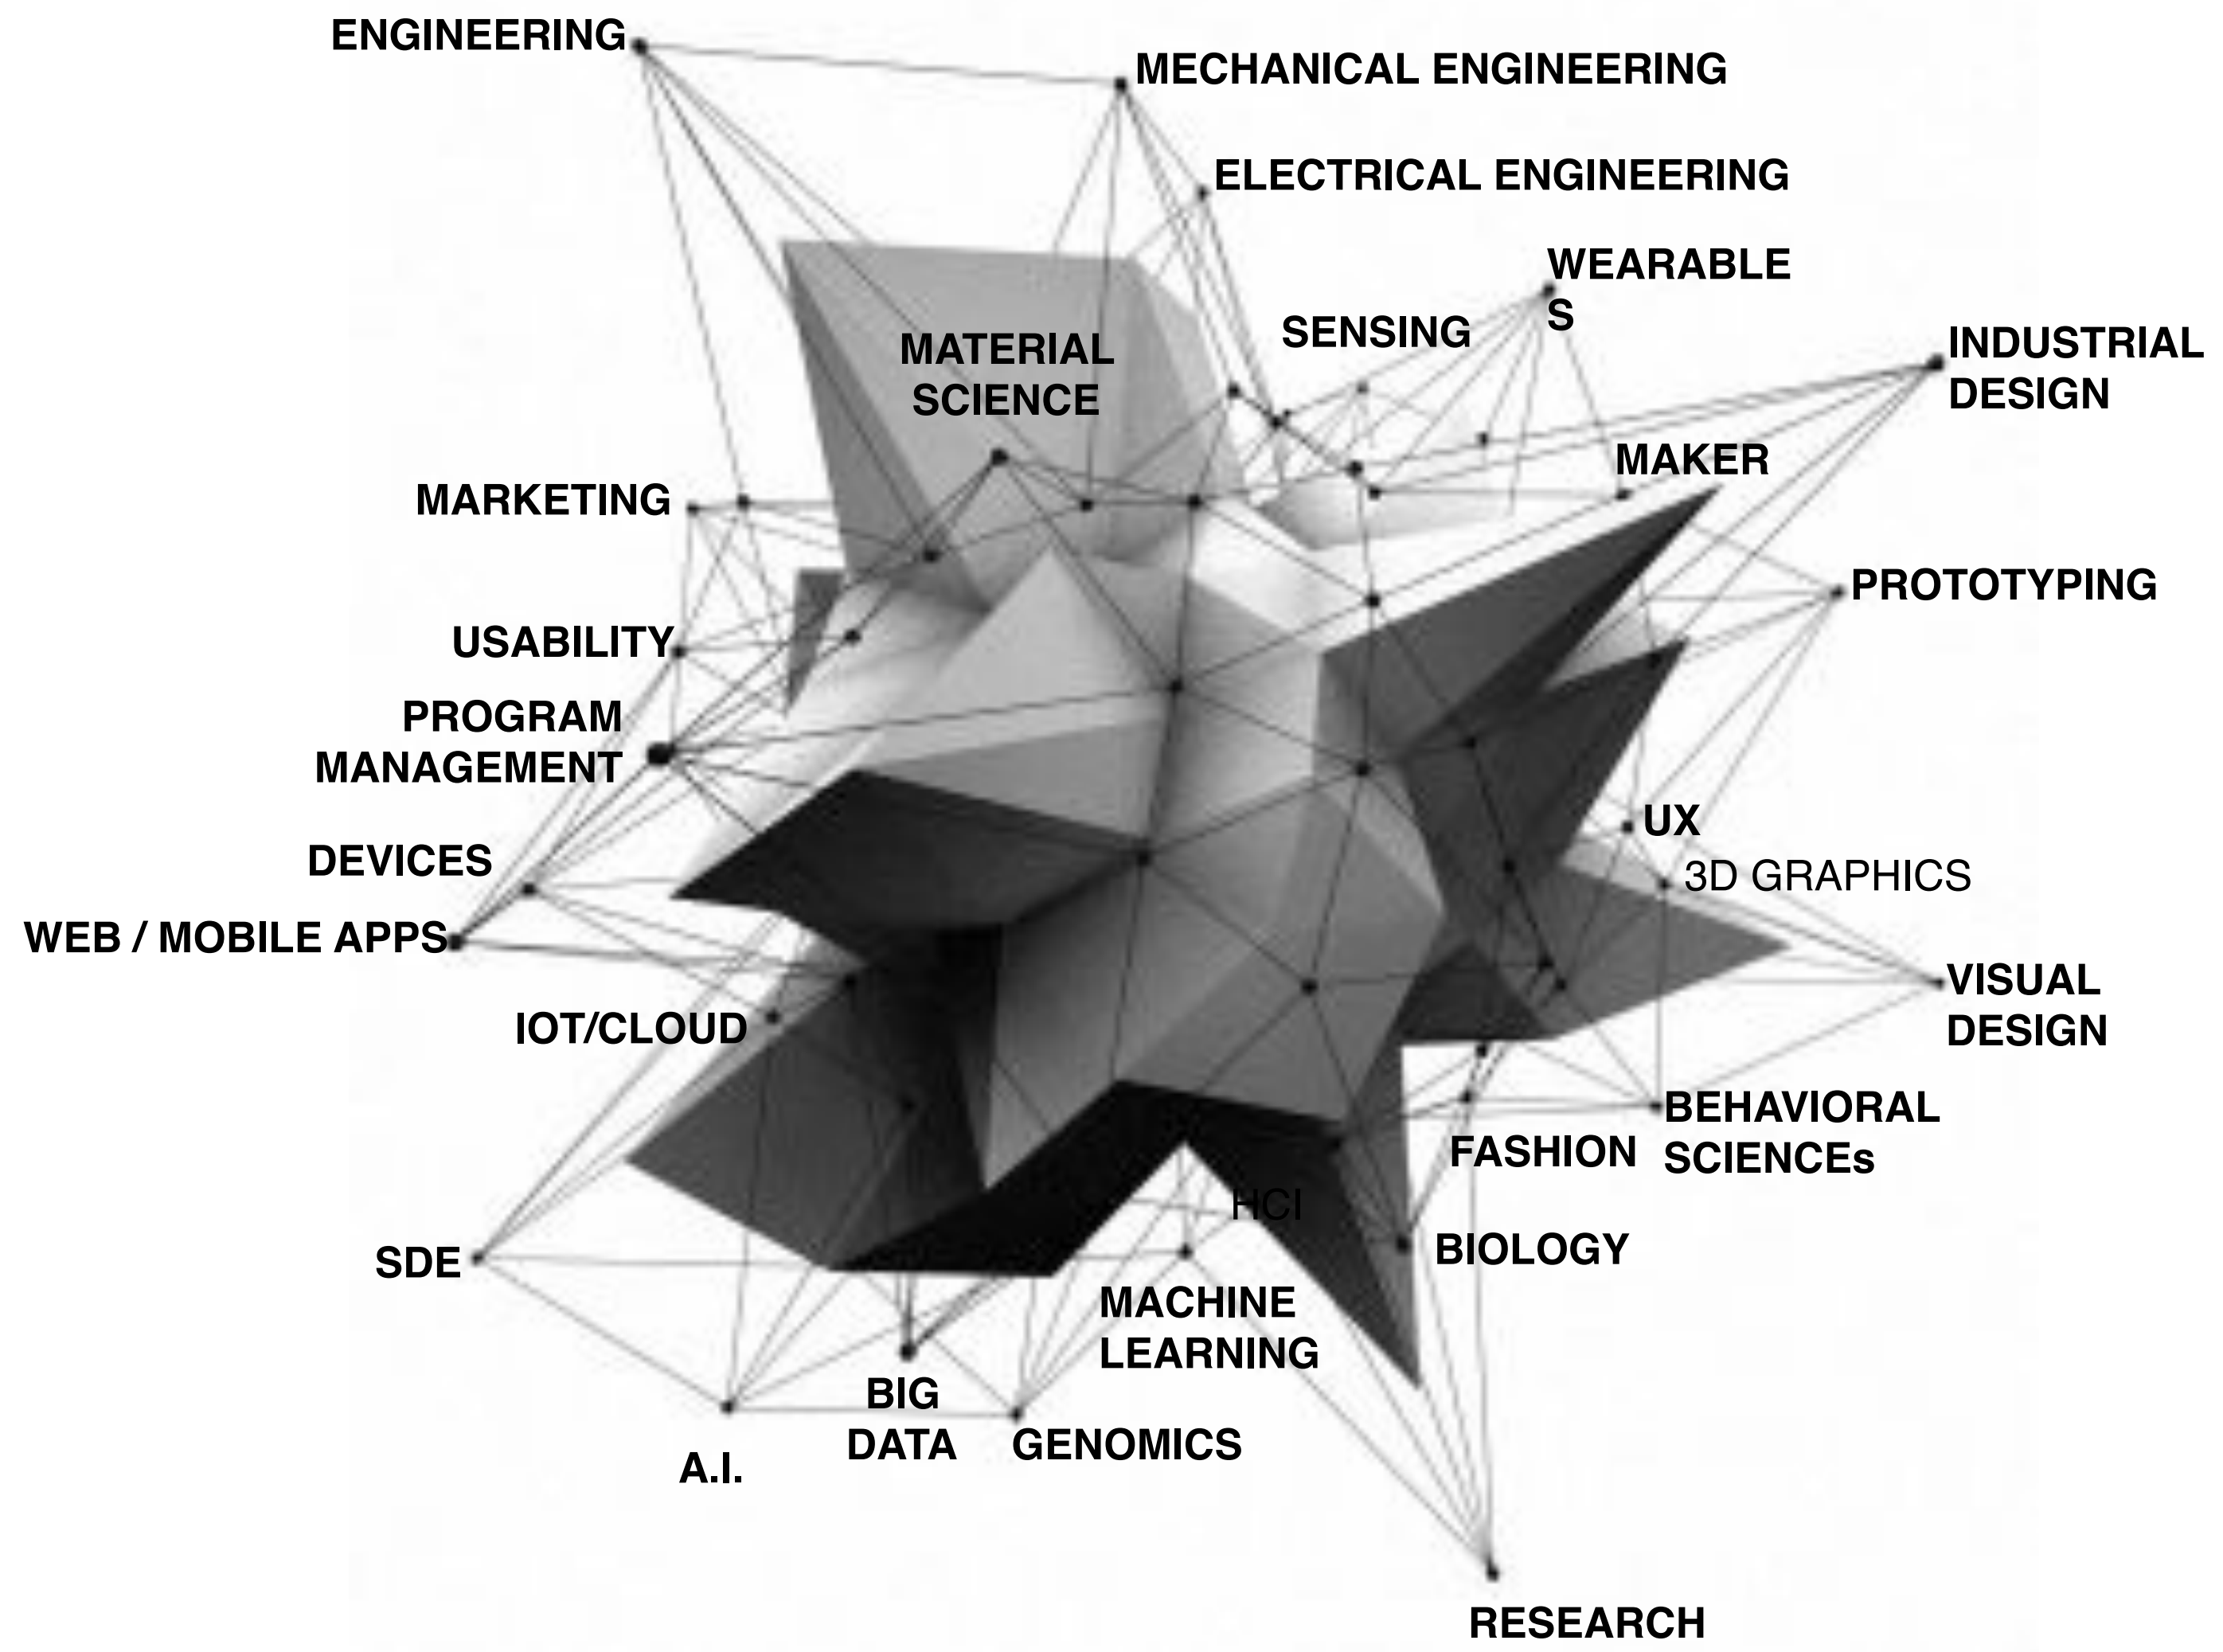 ENGINEERING
MECHANICAL ENGINEERING
ELECTRICAL ENGINEERING
WEARABLE
S
SENSING
INDUSTRIAL
DESIGN
MATERIAL
SCIENCE
MAKER
MARKETING
PROTOTYPING
USABILITY
PROGRAM
MANAGEMENT
UX
DEVICES
3D GRAPHICS
WEB / MOBILE APPS
VISUAL
DESIGN
IOT/CLOUD
BEHAVIORAL
SCIENCEs
FASHION
HCI
BIOLOGY
SDE
MACHINE
LEARNING
BIG
DATA
GENOMICS
A.I.
RESEARCH